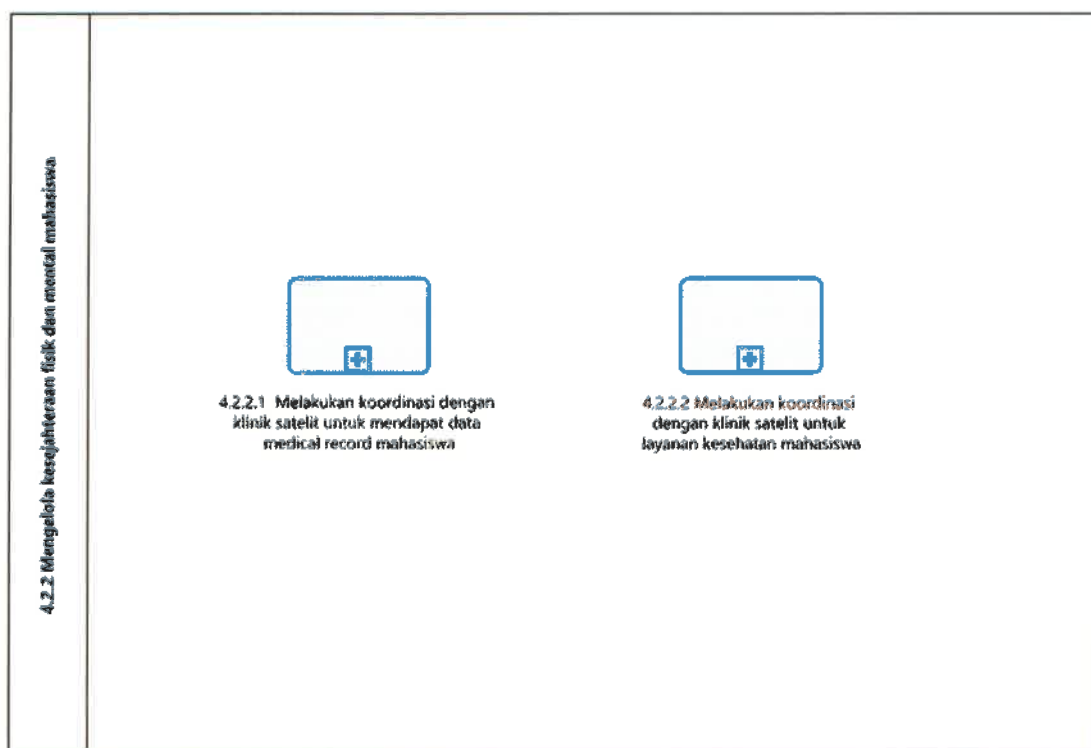 4.2.2 Mengelola kesejahteraan fisik dan mental mahasiswa
4.2.2.1 Melakukan koordinasi dengan
klinik satelit untuk mendapat data
medical record mahasiswa
4.2.2.2 Melakukan koordinasi
dengan klinik satelit untuk
layanan kesehatan mahasiswa